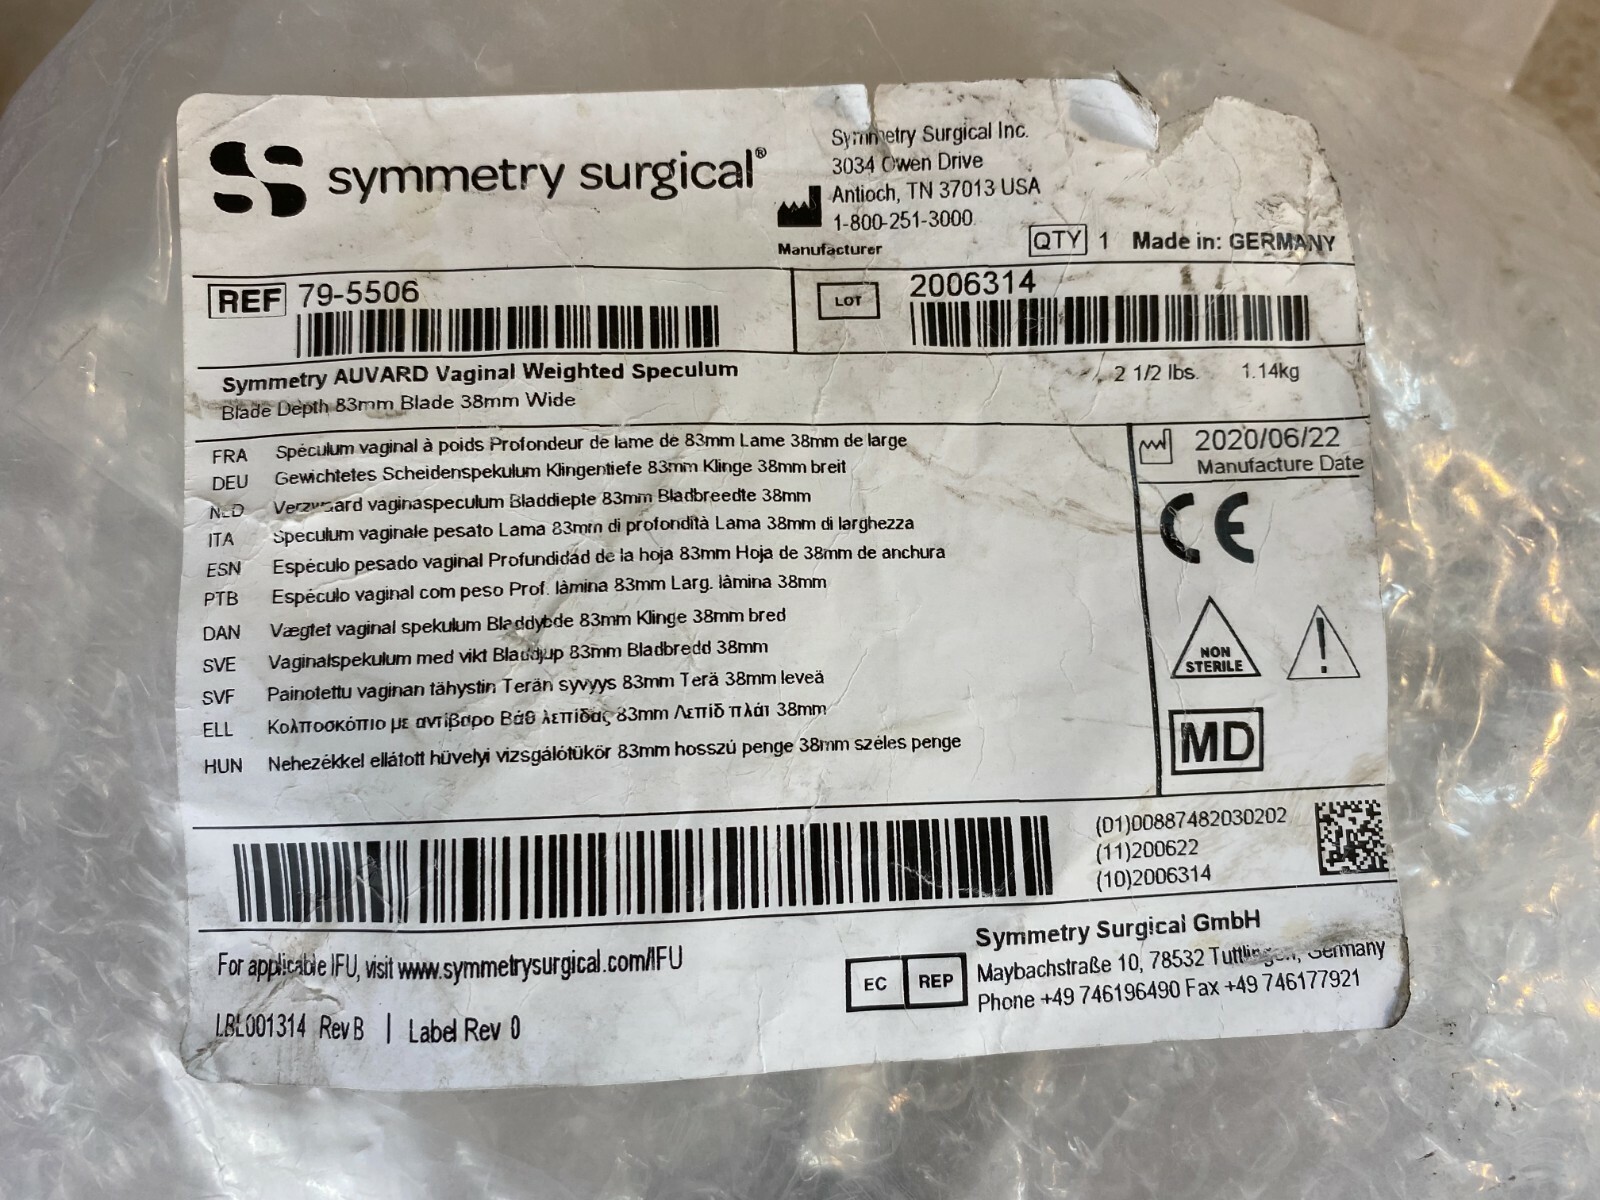 symmetry surgical®
Symmetry Surgical Inc.
3034 Owen Drive
Antioch, TN 37013 USA
1-800-251-3000
Manufacturer
QTY 1 Made in: GERMANY
REF 79-5506
LOT 2006314
Symmetry AUVARD Vaginal Weighted Speculum
2 1/2 lbs. 1.14kg
Blade Depth 83mm Blade 38mm Wide
FRA Spéculum vaginal à poids Profondeur de lame de 83mm Lame 38mm de large
DEU Gewichtetes Scheidenspekulum Klingentiefe 83mm Klinge 38mm breit
NLD Verzwaard vaginaspeculum Bladdiepte 83mm Bladbreedte 38mm
ITA Speculum vaginale pesato Lama 83mm di profondità Lama 38mm di larghezza
ESN Espéculo pesado vaginal Profundidad de la hoja 83mm Hoja de 38mm de anchura
PTB Espéculo vaginal com peso Prof. lâmina 83mm Larg. lâmina 38mm
DAN Vægtet vaginal spekulum Bladdybde 83mm Klinge 38mm bred
SVE Vaginalspekulum med vikt Bladdjup 83mm Bladbredd 38mm
SVF Painotettu vaginan tähystin Terän syvyys 83mm Terä 38mm leveä
ELL Κολποσκόπιο με αντίβαρο Βάθ λεπίδας 83mm Λεπίδ πλάτ 38mm
HUN Nehezékkel ellátott hüvelyi vizsgálótükör 83mm hosszú penge 38mm széles penge
2020/06/22
Manufacture Date
CE
NON
STERILE
!
MD
(01)00887482030202
(11)200622
(10)2006314
For applicable IFU, visit www.symmetrysurgical.com/IFU
LBL001314 Rev B | Label Rev 0
EC REP
Symmetry Surgical GmbH
Maybachstraße 10, 78532 Tuttlingen, Germany
Phone +49 746196490 Fax +49 746177921